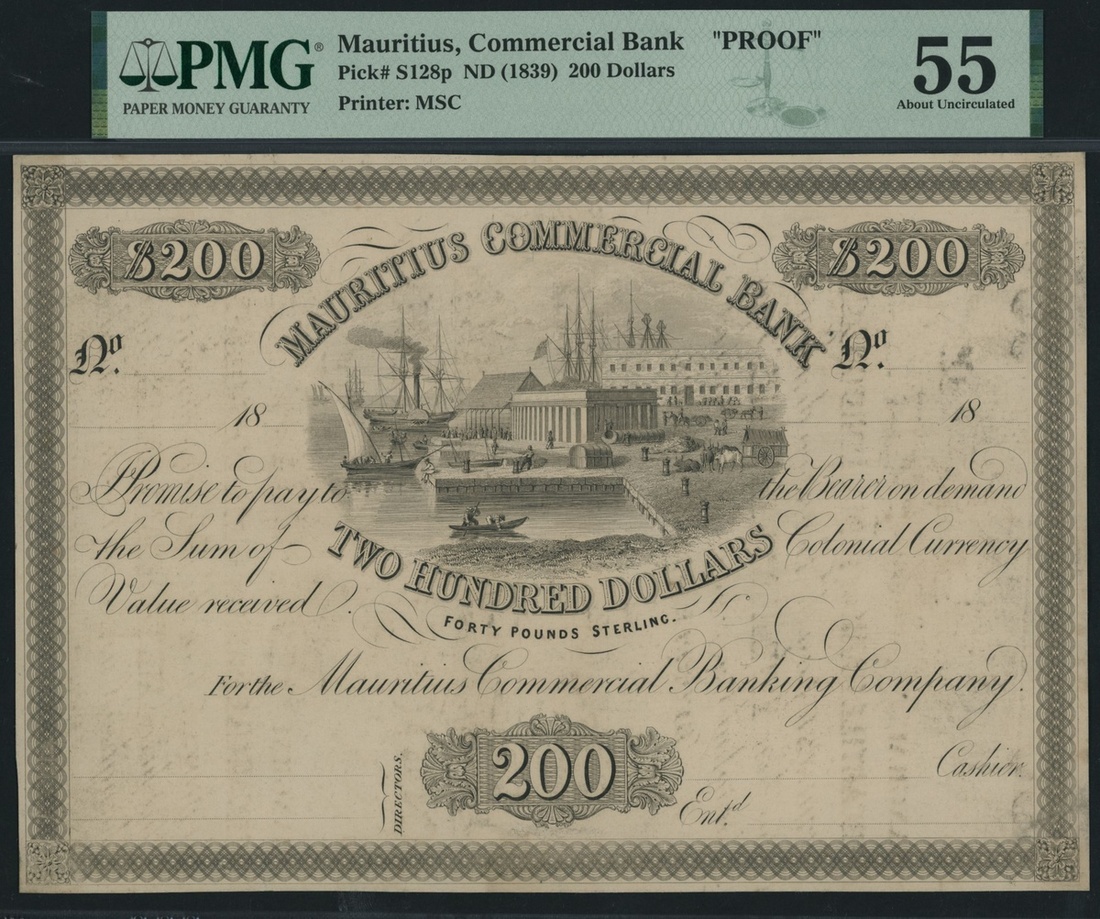 PMG®
PAPER MONEY GUARANTY
Mauritius, Commercial Bank "PROOF"
Pick# S128p ND (1839) 200 Dollars
Printer: MSC
55
About Uncirculated
$200
$200
MAURITIUS COMMERCIAL BANK
No.
No.
18
18
Promise to pay to the Bearer on demand
the Sum of TWO HUNDRED DOLLARS Colonial Currency
Value received.
FORTY POUNDS STERLING.
For the Mauritius Commercial Banking Company.
DIRECTORS.
200
Cashier.
Entd